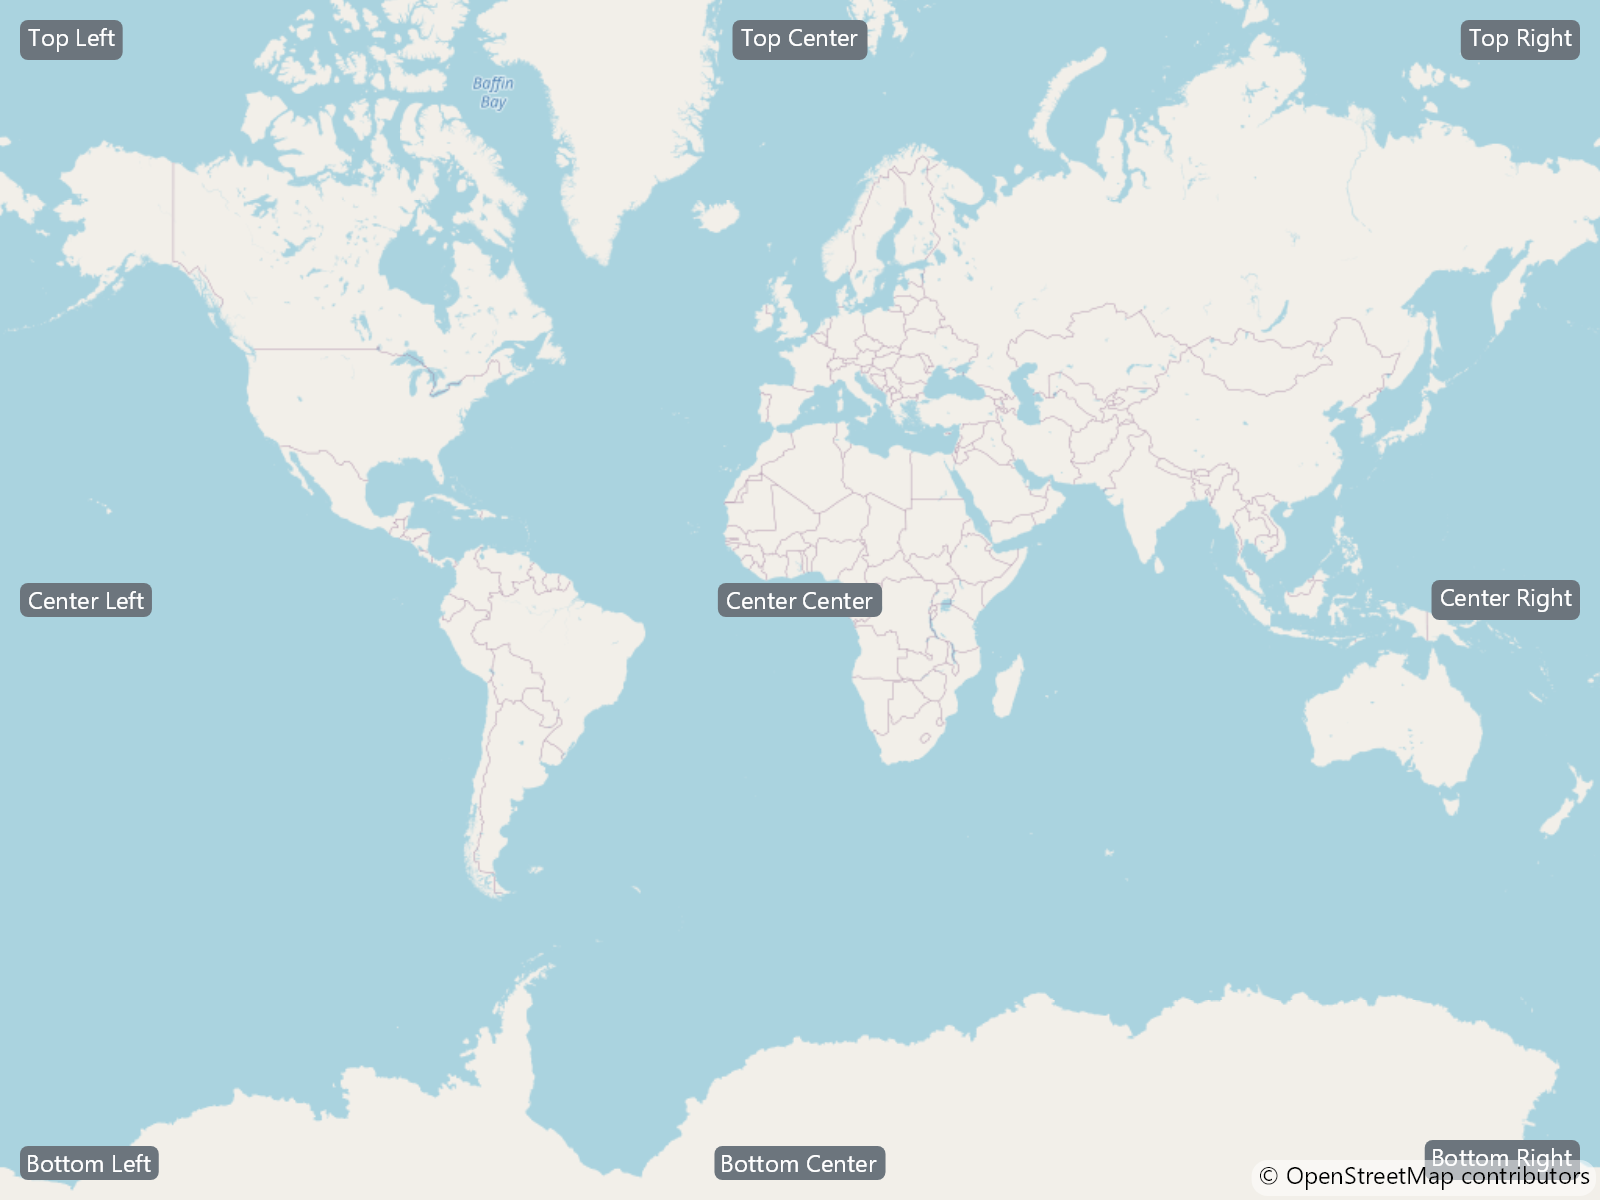 Top Left
Top Center
Top Right
Baffin
Bay
Center Left
Center Center
Center Right
Bottom Left
Bottom Center
Bottom Right
© OpenStreetMap contributors